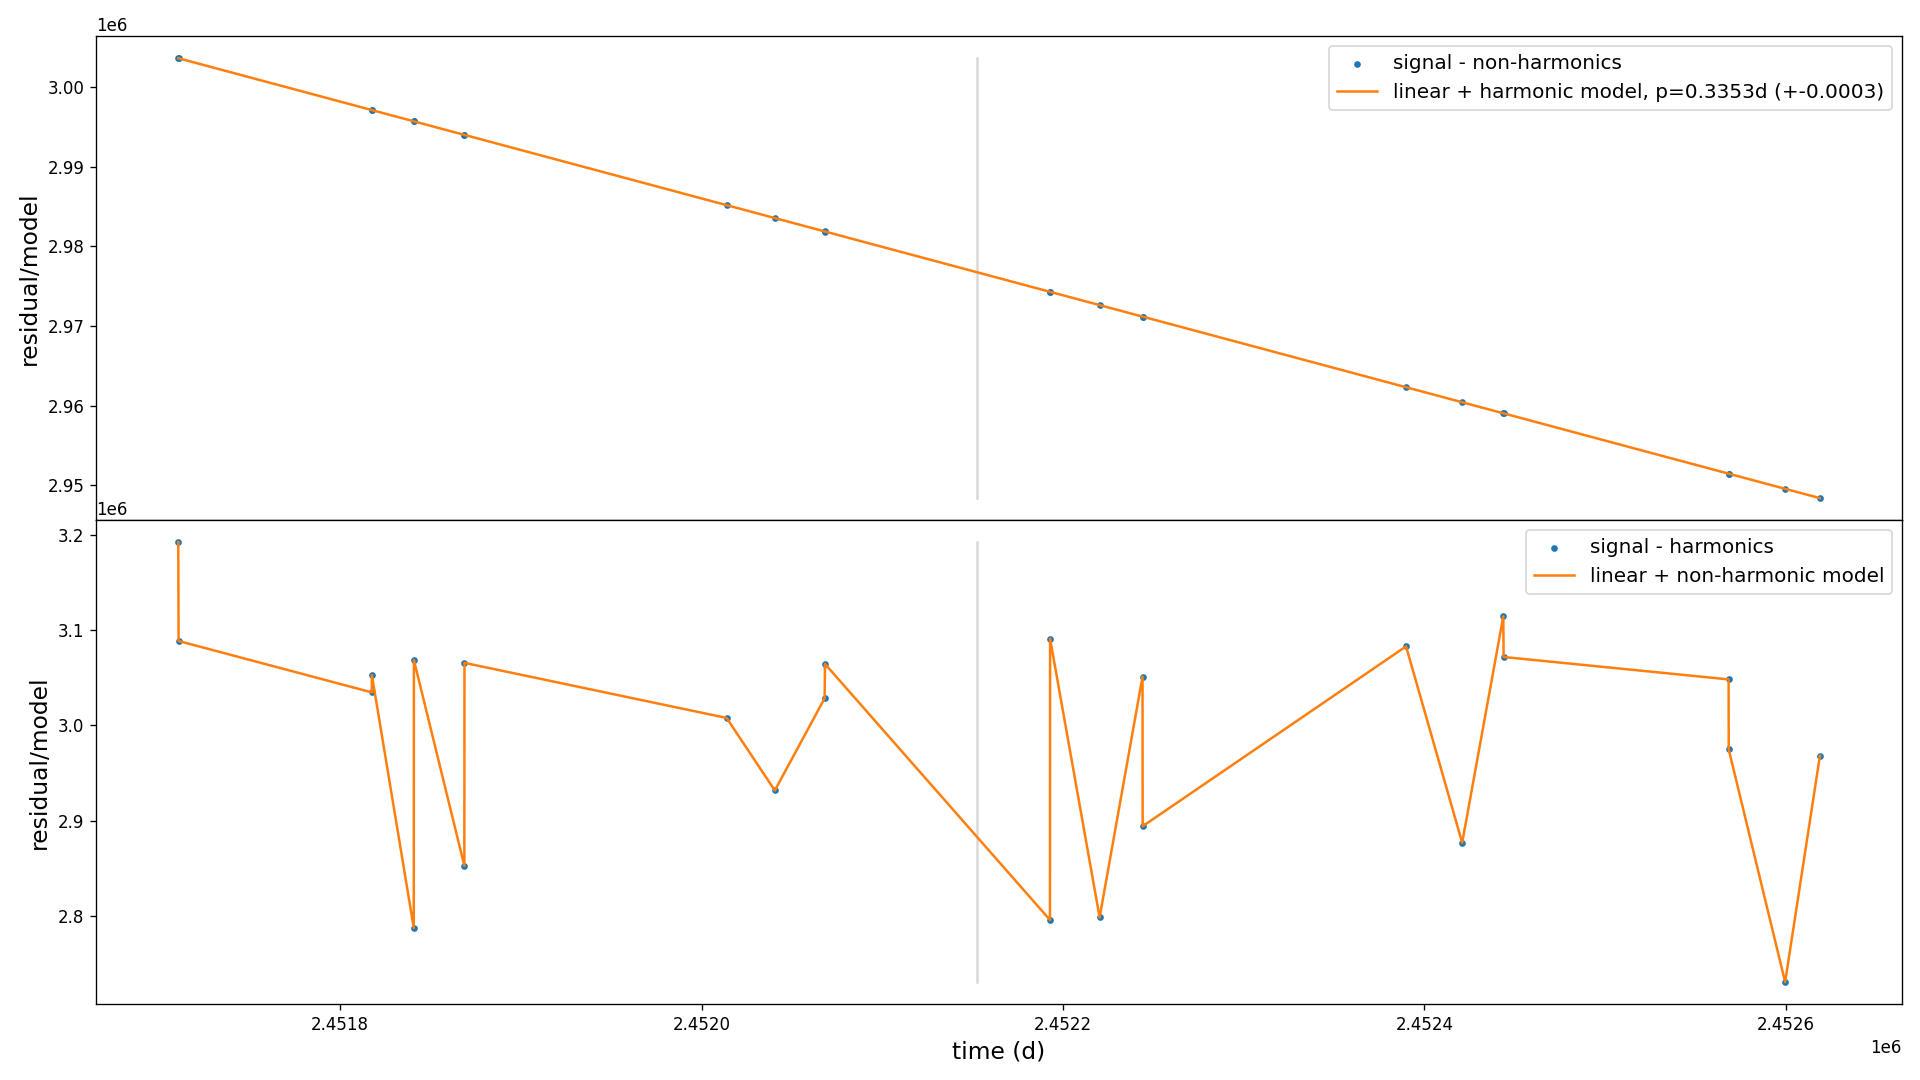 1e6
signal - non-harmonics
linear + harmonic model, p=0.3353d (+-0.0003)
3.00
2.99
2.98
2.97
2.96
2.95
residual/model
1e6
signal - harmonics
linear + non-harmonic model
3.2
3.1
3.0
2.9
2.8
residual/model
2.4518
2.4520
2.4522
2.4524
2.4526
time (d)
1e6